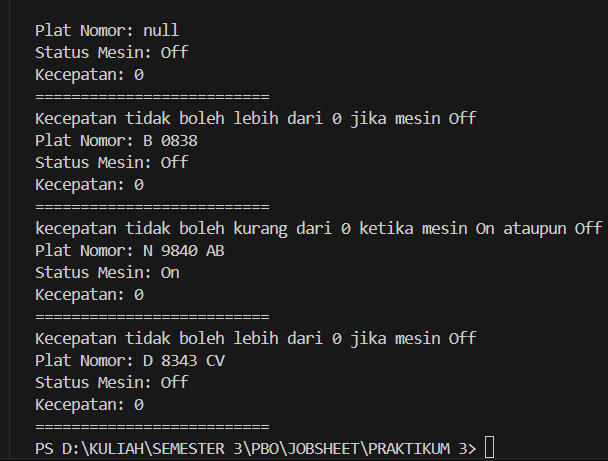 Plat Nomor: null
Status Mesin: Off
Kecepatan: 0
==========================
Kecepatan tidak boleh lebih dari 0 jika mesin Off
Plat Nomor: B 0838
Status Mesin: Off
Kecepatan: 0
==========================
kecepatan tidak boleh kurang dari 0 ketika mesin On ataupun Off
Plat Nomor: N 9840 AB
Status Mesin: On
Kecepatan: 0
==========================
Kecepatan tidak boleh lebih dari 0 jika mesin Off
Plat Nomor: D 8343 CV
Status Mesin: Off
Kecepatan: 0
==========================
PS D:\KULIAH\SEMESTER 3\PBO\JOBSHEET\PRAKTIKUM 3>